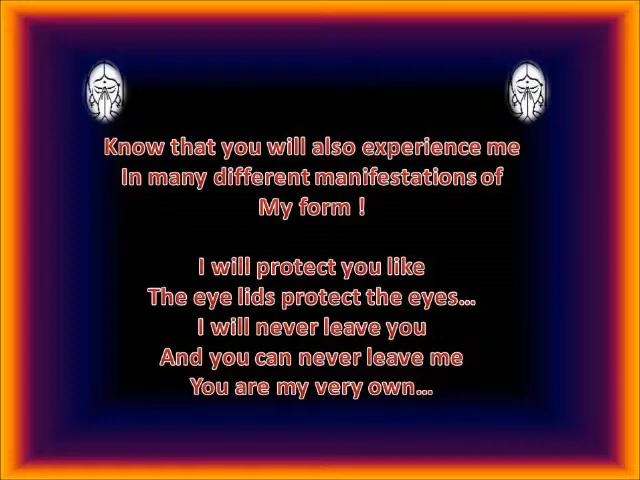 Know that you will also experience me
In many different manifestations of
My form !
I will protect you like
The eye lids protect the eyes...
I will never leave you
And you can never leave me
You are my very own...